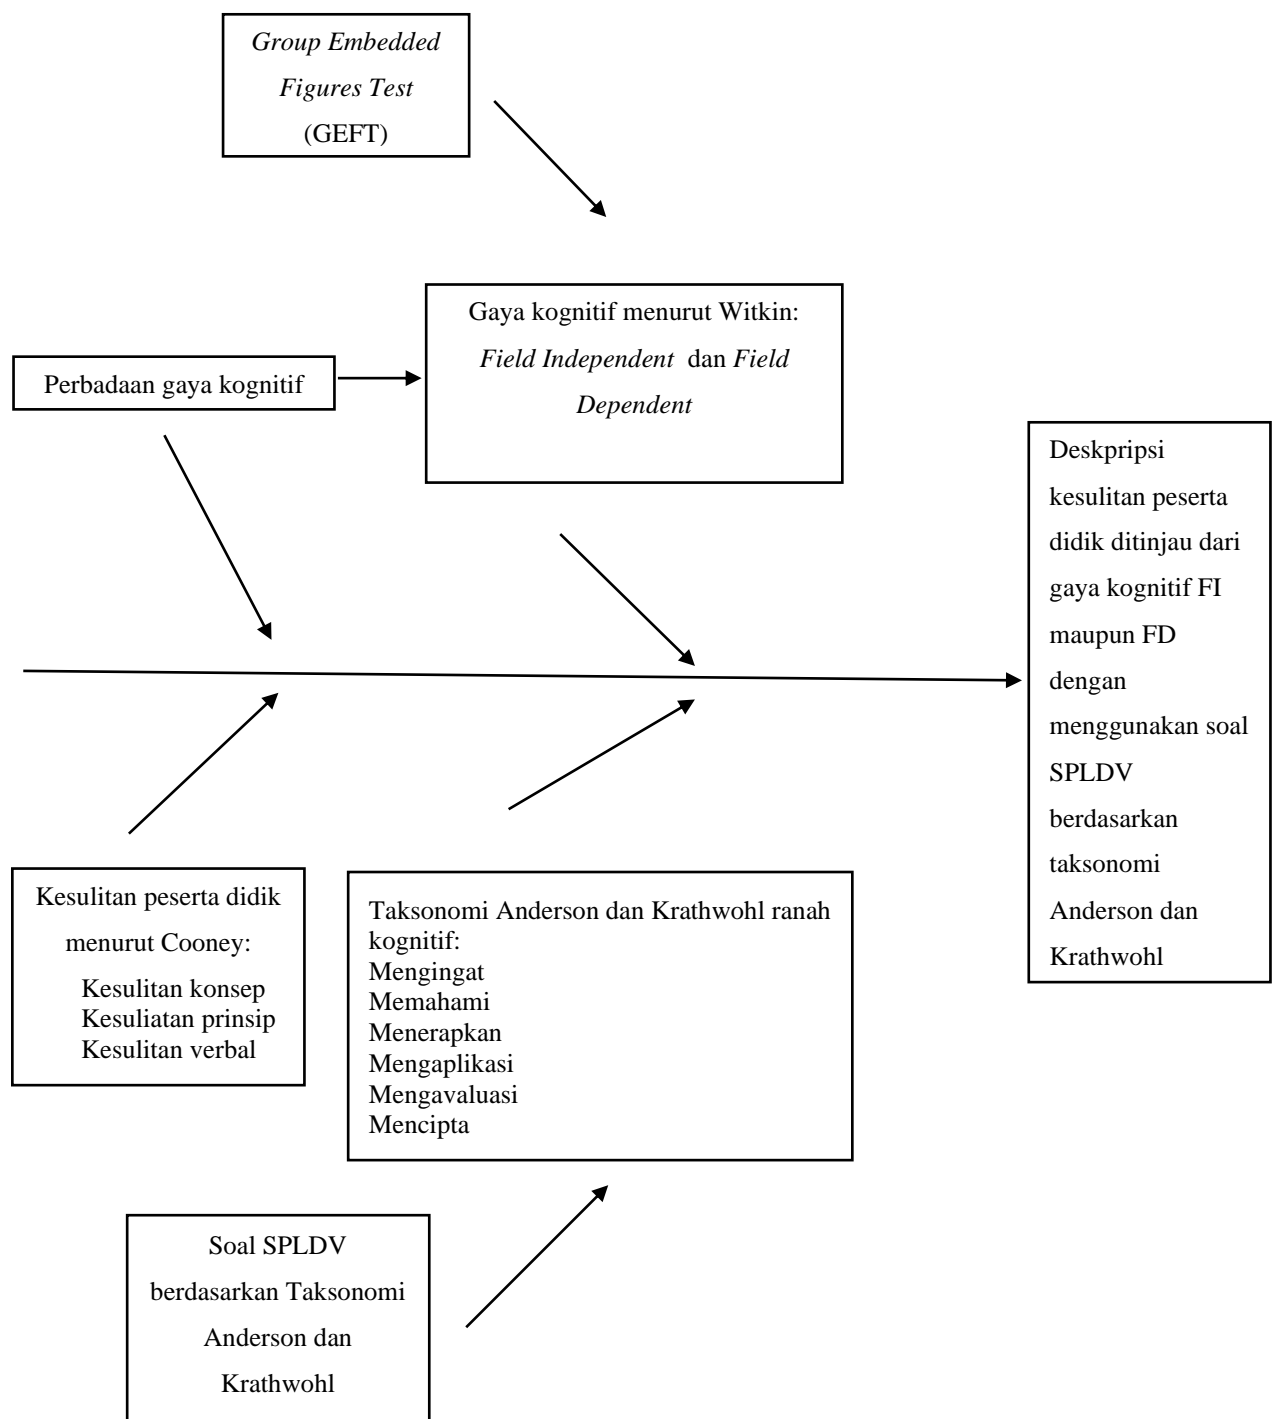 Group Embedded
Figures Test
(GEFT)
Gaya kognitif menurut Witkin:
Field Independent dan Field
Dependent
Perbadaan gaya kognitif
Deskpripsi
kesulitan peserta
didik ditinjau dari
gaya kognitif FI
maupun FD
dengan
menggunakan soal
SPLDV
berdasarkan
taksonomi
Anderson dan
Krathwohl
Kesulitan peserta didik
menurut Cooney:
Kesulitan konsep
Kesuliatan prinsip
Kesulitan verbal
Taksonomi Anderson dan Krathwohl ranah
kognitif:
Mengingat
Memahami
Menerapkan
Mengaplikasi
Mengavaluasi
Mencipta
Soal SPLDV
berdasarkan Taksonomi
Anderson dan
Krathwohl